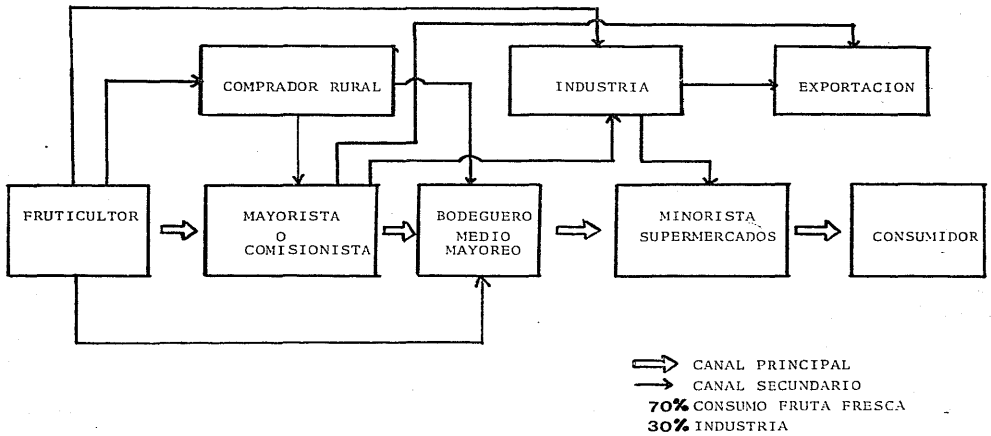 COMPRADOR RURAL
INDUSTRIA
EXPORTACION
FRUTICULTOR
MAYORISTA
O
COMISIONISTA
BODEGUERO
MEDIO
MAYOREO
MINORISTA
SUPERMERCADOS
CONSUMIDOR
CANAL PRINCIPAL
CANAL SECUNDARIO
70% CONSUMO FRUTA FRESCA
30% INDUSTRIA